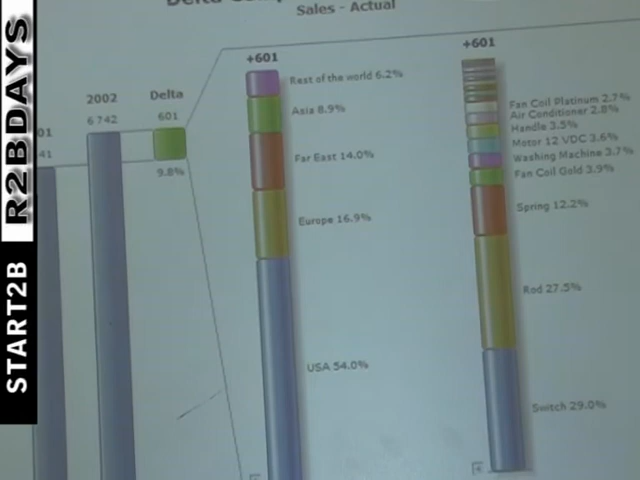 Sales - Actual
+601
+601
2002
Delta
6 742
601
9.8%
01
41
Rest of the world 6.2%
Asia 8.9%
Far East 14.0%
Europe 16.9%
USA 54.0%
Fan Coil Platinum 2.7%
Air Conditioner 2.8%
Handle 3.5%
Motor 12 VDC 3.6%
Washing Machine 3.7%
Fan Coil Gold 3.9%
Spring 12.2%
Rod 27.5%
Switch 29.0%
START2B R2BDAYS